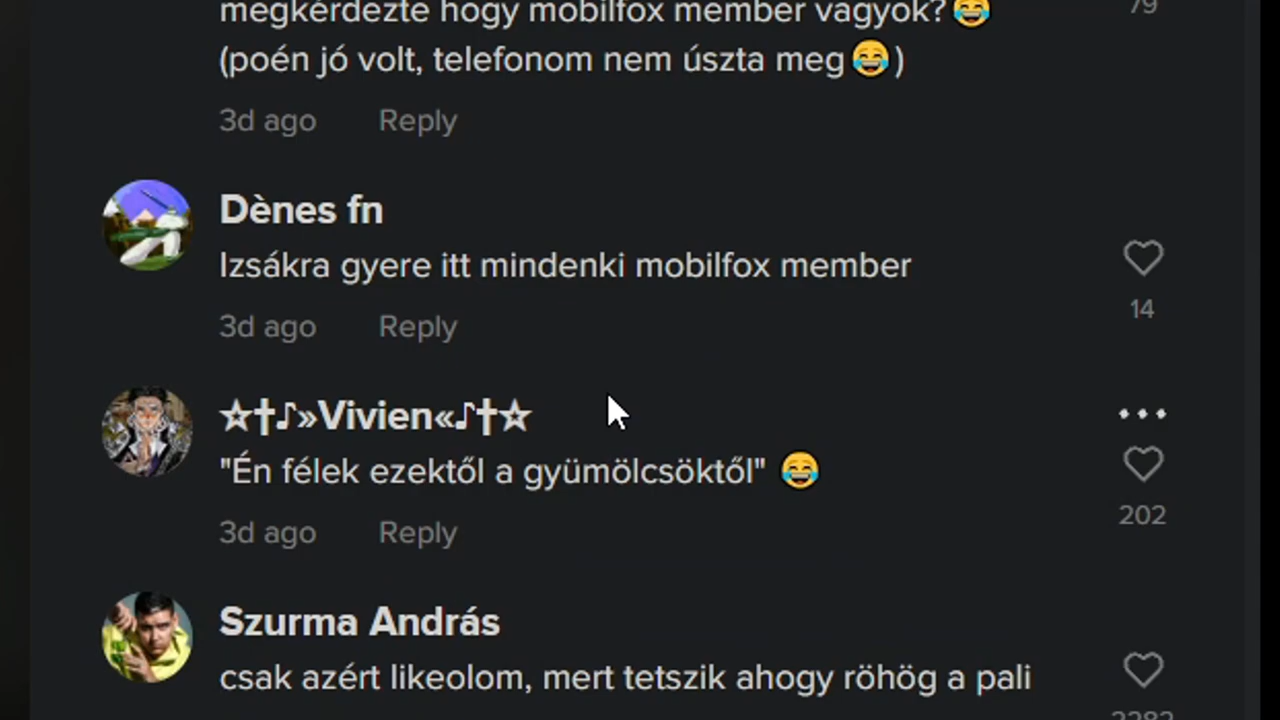 megkérdezte hogy mobilfox member vagyok?😂
79
(poén jó volt, telefonom nem úszta meg😂)
3d ago Reply
Dènes fn
Izsákra gyere itt mindenki mobilfox member
14
3d ago Reply
☆†♪»Vivien«♪†☆
"Én félek ezektől a gyümölcsöktől" 😂
202
3d ago Reply
Szurma András
csak azért likeolom, mert tetszik ahogy röhög a pali